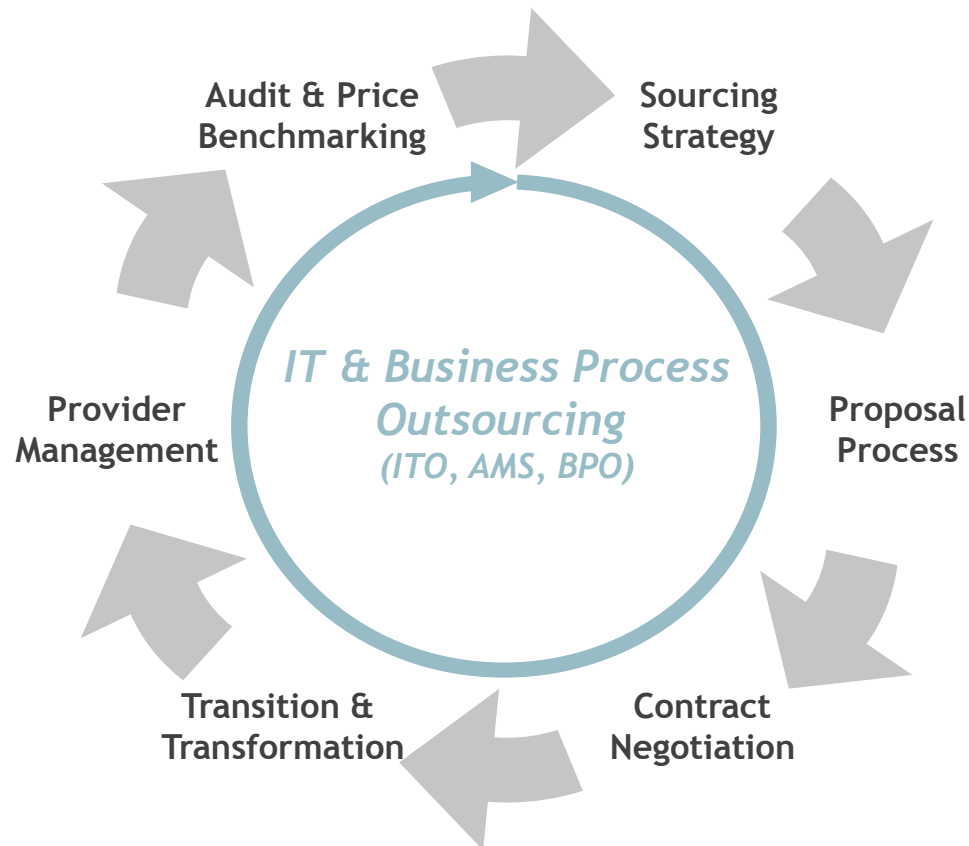 Audit & Price
Benchmarking
Sourcing
Strategy
IT & Business Process
Outsourcing
(ITO, AMS, BPO)
Provider
Management
Proposal
Process
Transition &
Transformation
Contract
Negotiation